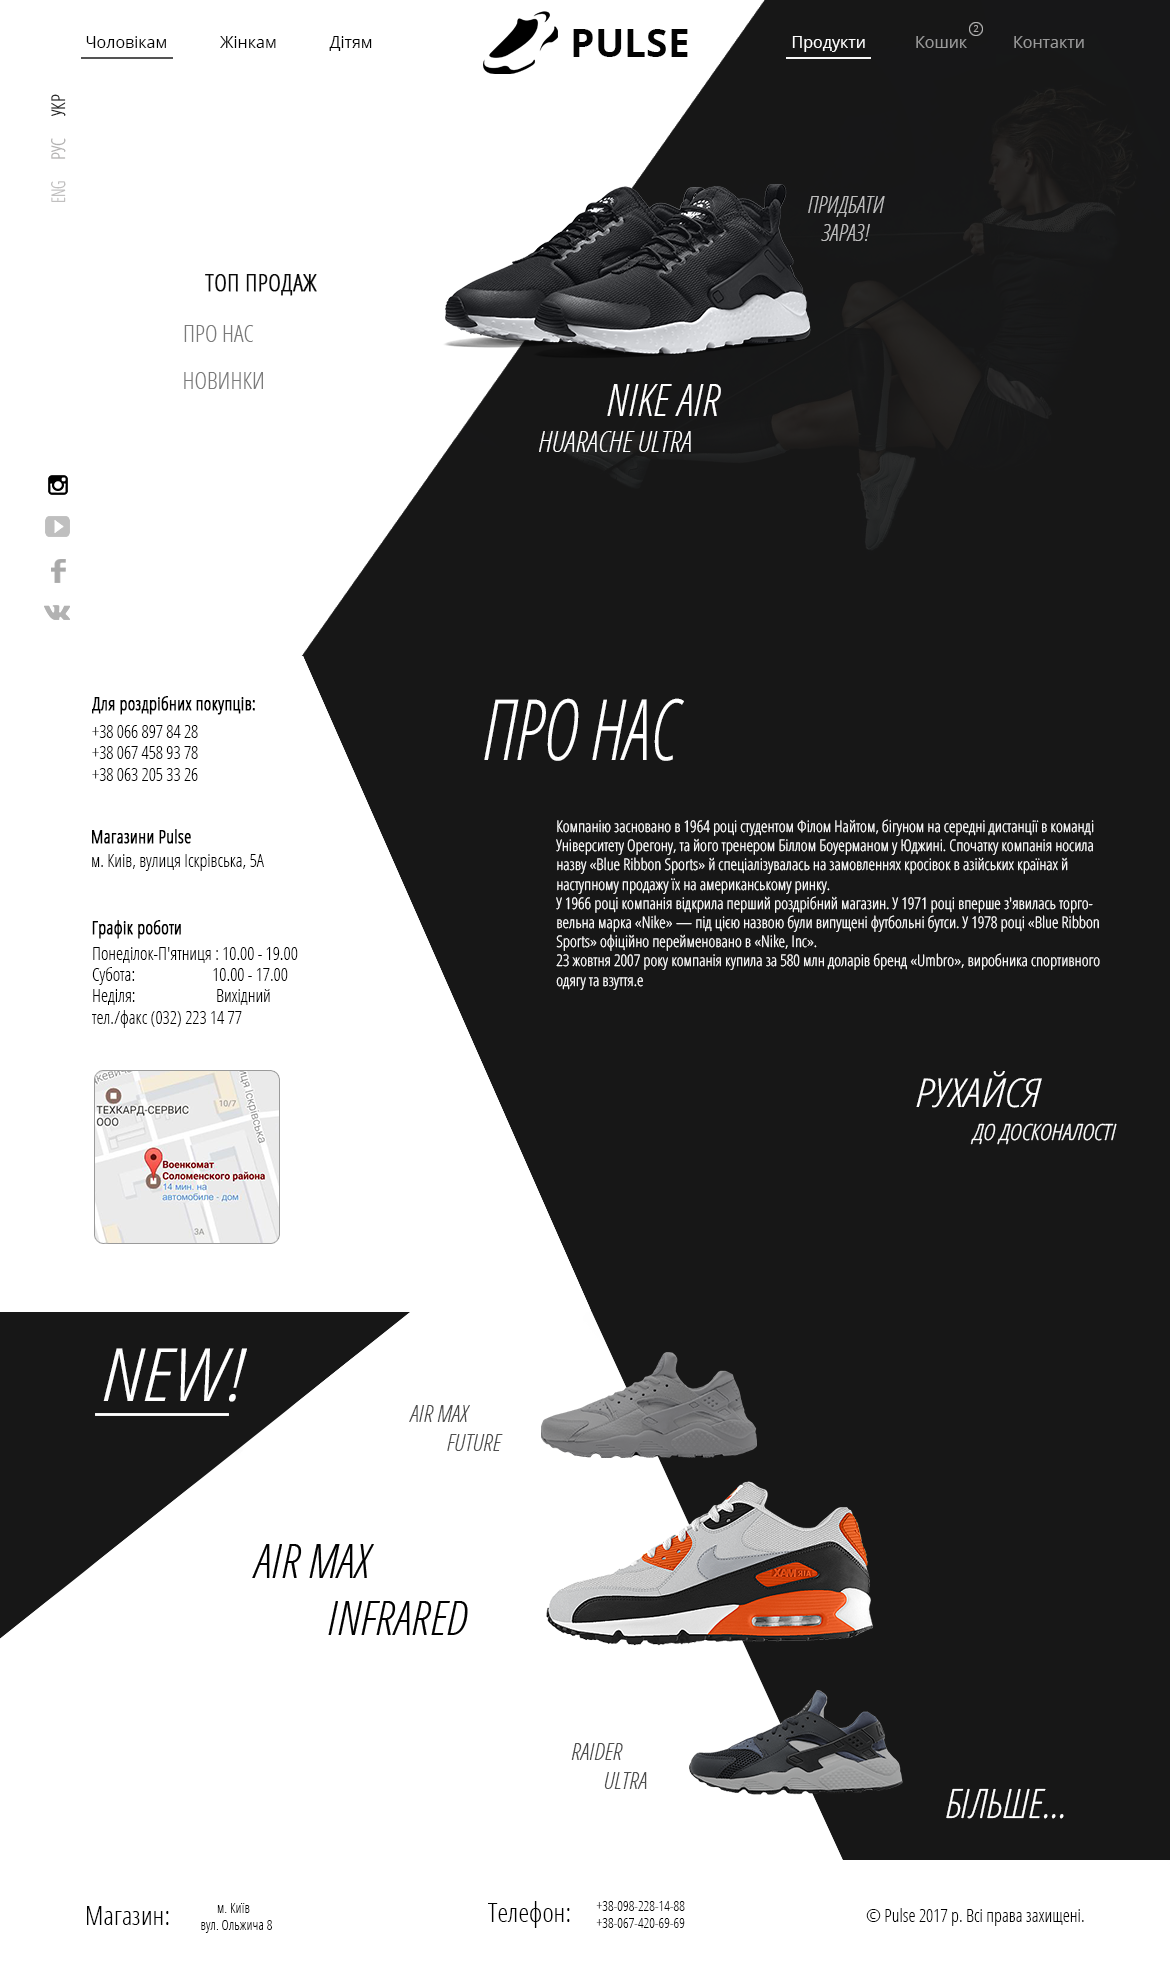 Чоловікам Жінкам Дітям PULSE Продукти Кошик 2 Контакти
УКР
РУС
ENG
ПРИДБАТИ
ЗАРАЗ!
ТОП ПРОДАЖ
ПРО НАС
НОВИНКИ
NIKE AIR
HUARACHE ULTRA
Для роздрібних покупців:
+38 066 897 84 28
+38 067 458 93 78
+38 063 205 33 26
Магазини Pulse
м. Київ, вулиця Іскрівська, 5А
Графік роботи
Понеділок-П'ятниця : 10.00 - 19.00
Субота: 10.00 - 17.00
Неділя: Вихідний
тел./факс (032) 223 14 77
ПРО НАС
Компанію засновано в 1964 році студентом Філом Найтом, бігуном на середні дистанції в команді
Університету Орегону, та його тренером Біллом Боуерманом у Юджині. Спочатку компанія носила
назву «Blue Ribbon Sports» й спеціалізувалась на замовленнях кросівок в азійських країнах й
наступному продажу їх на американському ринку.
У 1966 році компанія відкрила перший роздрібний магазин. У 1971 році вперше з'явилась торго-
вельна марка «Nike» — під цією назвою були випущені футбольні бутси. У 1978 році «Blue Ribbon
Sports» офіційно перейменовано в «Nike, Inc».
23 жовтня 2007 року компанія купила за 580 млн доларів бренд «Umbro», виробника спортивного
одягу та взуття.е
РУХАЙСЯ
ДО ДОСКОНАЛОСТІ
кевича
иця Іскрівська
10/7
ТЕХКАРД-СЕРВИС
ООО
Военкомат
Соломенского района
14 мин. на
автомобиле - дом
3А
NEW!
AIR MAX
FUTURE
AIR MAX
INFRARED
AIR MAX
RAIDER
ULTRA
БІЛЬШЕ...
Магазин:
м. Київ
вул. Ольжича 8
Телефон:
+38-098-228-14-88
+38-067-420-69-69
© Pulse 2017 р. Всі права захищені.